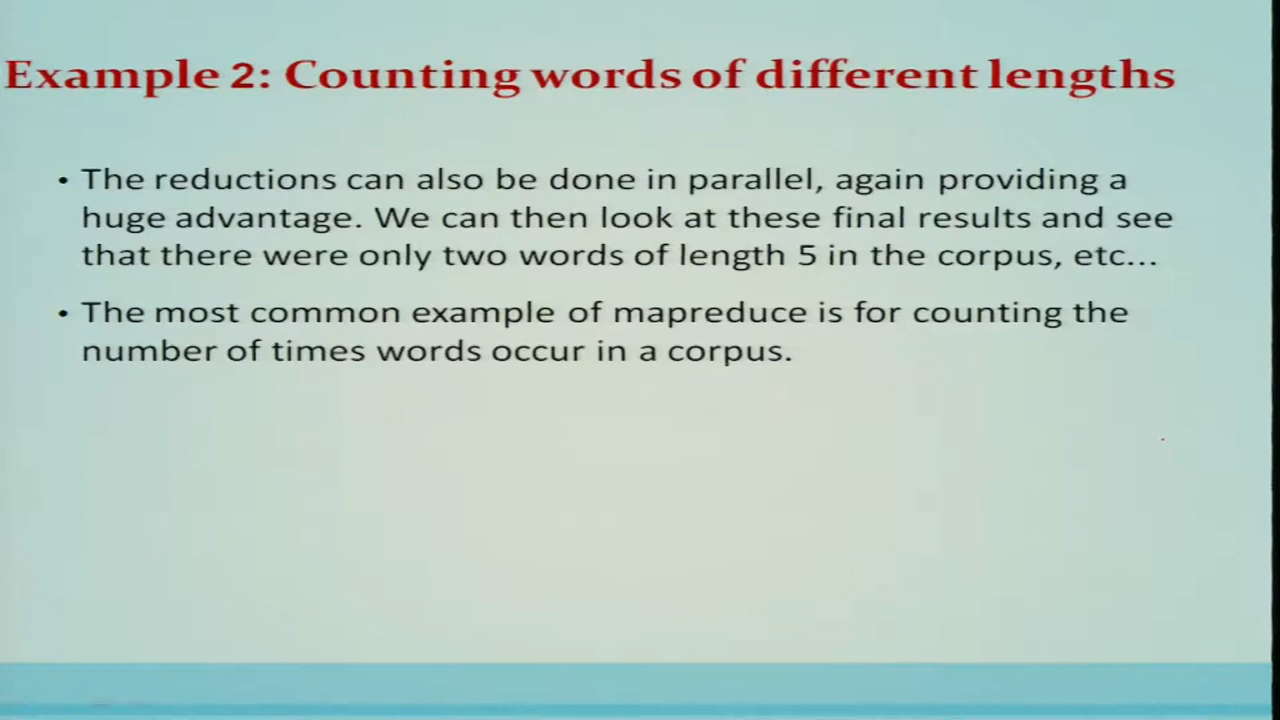 Example 2: Counting words of different lengths
• The reductions can also be done in parallel, again providing a
huge advantage. We can then look at these final results and see
that there were only two words of length 5 in the corpus, etc...
• The most common example of mapreduce is for counting the
number of times words occur in a corpus.